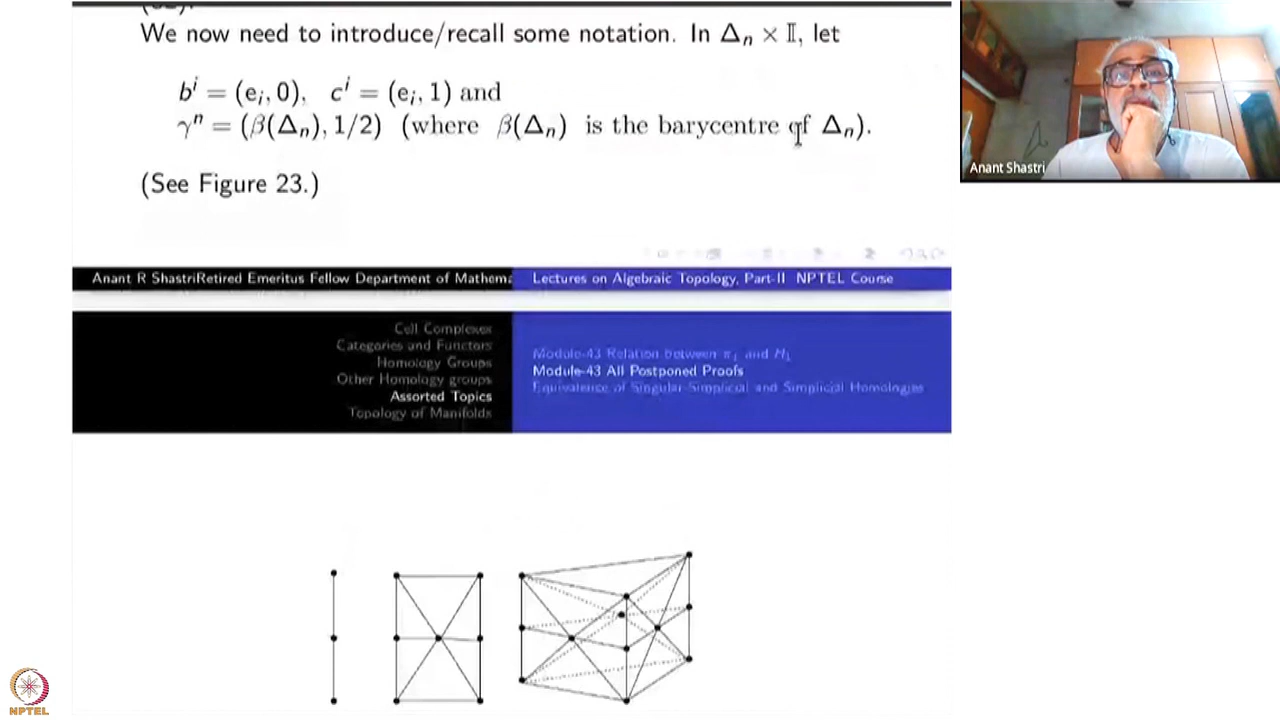 We now need to introduce/recall some notation. In Δₙ × 𝕀, let
bⁱ = (eᵢ, 0), cⁱ = (eᵢ, 1) and
γⁿ = (β(Δₙ), 1/2) (where β(Δₙ) is the barycentre of Δₙ).
(See Figure 23.)
Anant Shastri
Anant R ShastriRetired Emeritus Fellow Department of Mathema
Lectures on Algebraic Topology, Part-II NPTEL Course
Cell Complexes
Categories and Functors
Homology Groups
Other Homology groups
Assorted Topics
Topology of Manifolds
Module-43 Relation between π₁ and H₁
Module-43 All Postponed Proofs
Equivalence of Singular Simplicial and Simplicial Homologies
NPTEL